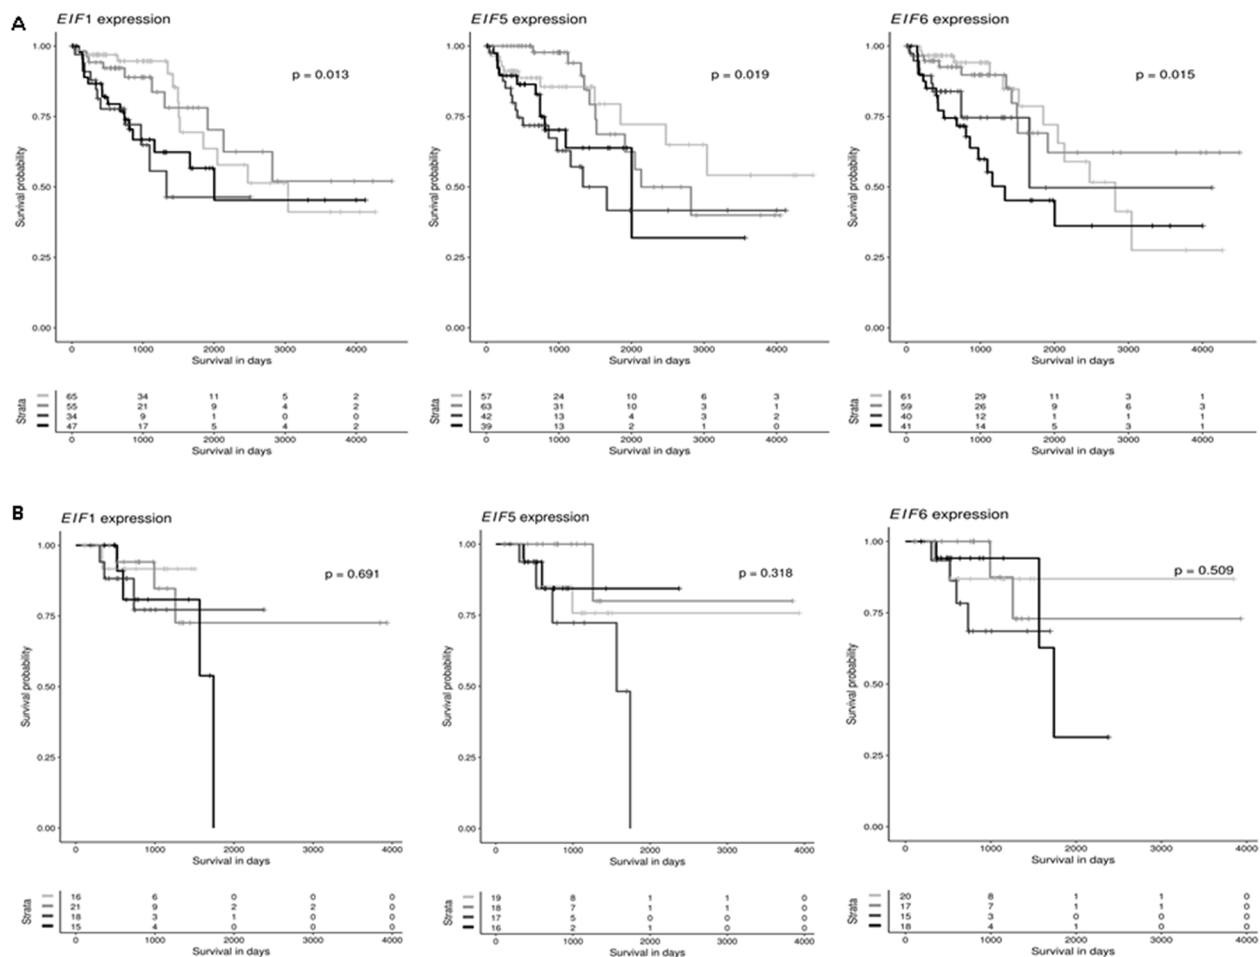 A
EIF1 expression
p = 0.013
Survival probability
1.00
0.75
0.50
0.25
0.00
0 1000 2000 3000 4000
Survival in days
Strata
65 34 11 5 2
55 21 9 4 2
34 9 1 0 0
47 17 5 4 2
0 1000 2000 3000 4000
Survival in days
EIF5 expression
p = 0.019
Survival probability
1.00
0.75
0.50
0.25
0.00
0 1000 2000 3000 4000
Survival in days
Strata
57 24 10 6 3
63 31 10 3 1
42 13 4 3 2
39 13 2 1 0
0 1000 2000 3000 4000
Survival in days
EIF6 expression
p = 0.015
Survival probability
1.00
0.75
0.50
0.25
0.00
0 1000 2000 3000 4000
Survival in days
Strata
61 29 11 3 1
59 26 9 6 3
40 12 1 1 1
41 14 5 3 1
0 1000 2000 3000 4000
Survival in days
B
EIF1 expression
p = 0.691
Survival probability
1.00
0.75
0.50
0.25
0.00
0 1000 2000 3000 4000
Survival in days
Strata
16 6 0 0 0
21 9 2 2 0
18 3 1 0 0
15 4 0 0 0
0 1000 2000 3000 4000
Survival in days
EIF5 expression
p = 0.318
Survival probability
1.00
0.75
0.50
0.25
0.00
0 1000 2000 3000 4000
Survival in days
Strata
19 8 1 1 0
18 7 1 1 0
17 5 0 0 0
16 2 1 0 0
0 1000 2000 3000 4000
Survival in days
EIF6 expression
p = 0.509
Survival probability
1.00
0.75
0.50
0.25
0.00
0 1000 2000 3000 4000
Survival in days
Strata
20 8 1 1 0
17 7 1 1 0
15 3 0 0 0
18 4 1 0 0
0 1000 2000 3000 4000
Survival in days